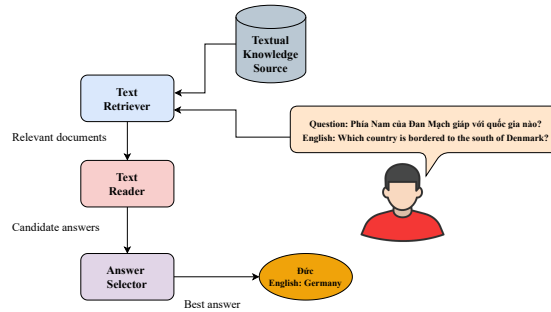 Textual
Knowledge
Source
Text
Retriever
Question: Phía Nam của Đan Mạch giáp với quốc gia nào?
English: Which country is bordered to the south of Denmark?
Relevant documents
Text
Reader
Candidate answers
Answer
Selector
Đức
English: Germany
Best answer